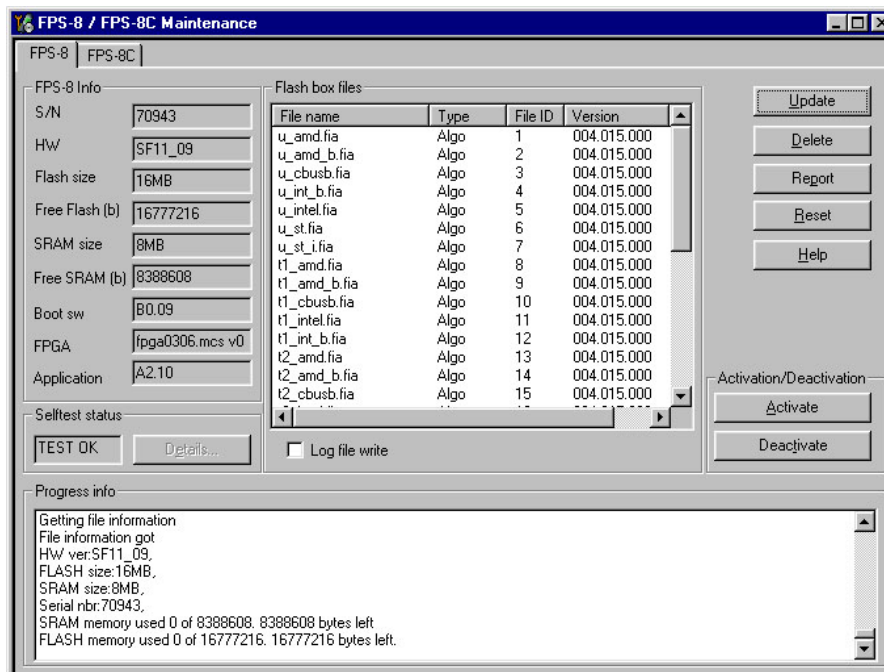 FPS-8 / FPS-8C Maintenance
FPS-8 FPS-8C
FPS-8 Info
S/N 70943
HW SF11_09
Flash size 16MB
Free Flash (b) 16777216
SRAM size 8MB
Free SRAM (b) 8388608
Boot sw B0.09
FPGA fpga0306.mcs v0
Application A2.10
Selftest status
TEST OK Details...
Flash box files
File name Type File ID Version
u_amd.fia Algo 1 004.015.000
u_amd_b.fia Algo 2 004.015.000
u_cbusb.fia Algo 3 004.015.000
u_int_b.fia Algo 4 004.015.000
u_intel.fia Algo 5 004.015.000
u_st.fia Algo 6 004.015.000
u_st_i.fia Algo 7 004.015.000
t1_amd.fia Algo 8 004.015.000
t1_amd_b.fia Algo 9 004.015.000
t1_cbusb.fia Algo 10 004.015.000
t1_intel.fia Algo 11 004.015.000
t1_int_b.fia Algo 12 004.015.000
t2_amd.fia Algo 13 004.015.000
t2_amd_b.fia Algo 14 004.015.000
t2_cbusb.fia Algo 15 004.015.000
Log file write
Update
Delete
Report
Reset
Help
Activation/Deactivation
Activate
Deactivate
Progress info
Getting file information
File information got
HW ver:SF11_09,
FLASH size:16MB,
SRAM size:8MB,
Serial nbr:70943,
SRAM memory used 0 of 8388608. 8388608 bytes left
FLASH memory used 0 of 16777216. 16777216 bytes left.